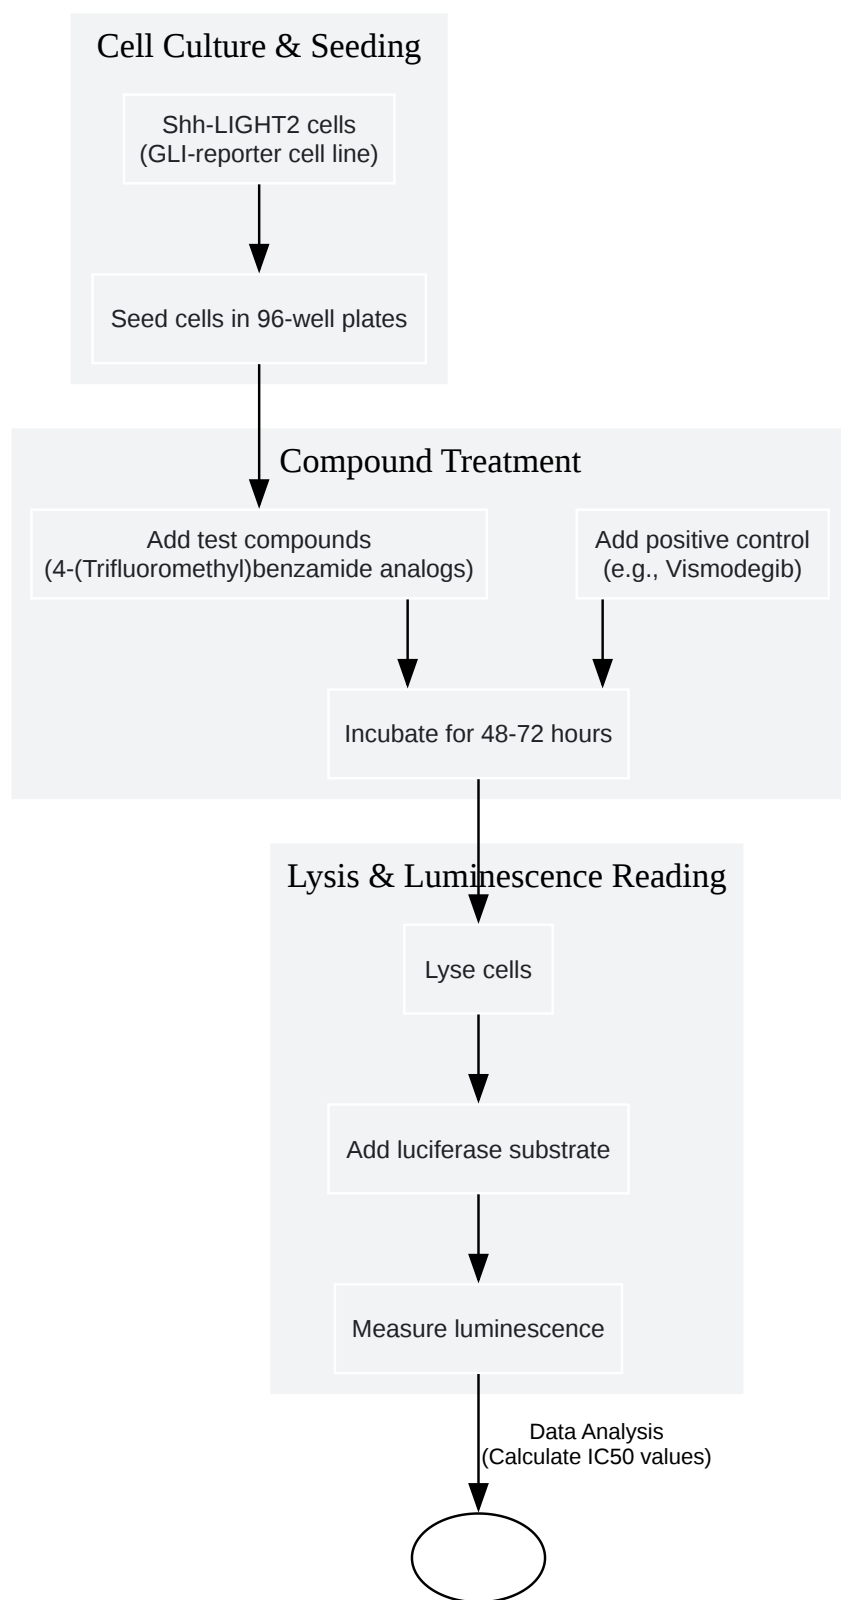 Cell Culture & Seeding
Shh-LIGHT2 cells
(GLI-reporter cell line)
Seed cells in 96-well plates
Compound Treatment
Add test compounds
(4-(Trifluoromethyl)benzamide analogs)
Add positive control
(e.g., Vismodegib)
Incubate for 48-72 hours
Lysis & Luminescence Reading
Lyse cells
Add luciferase substrate
Measure luminescence
Data Analysis
(Calculate IC50 values)